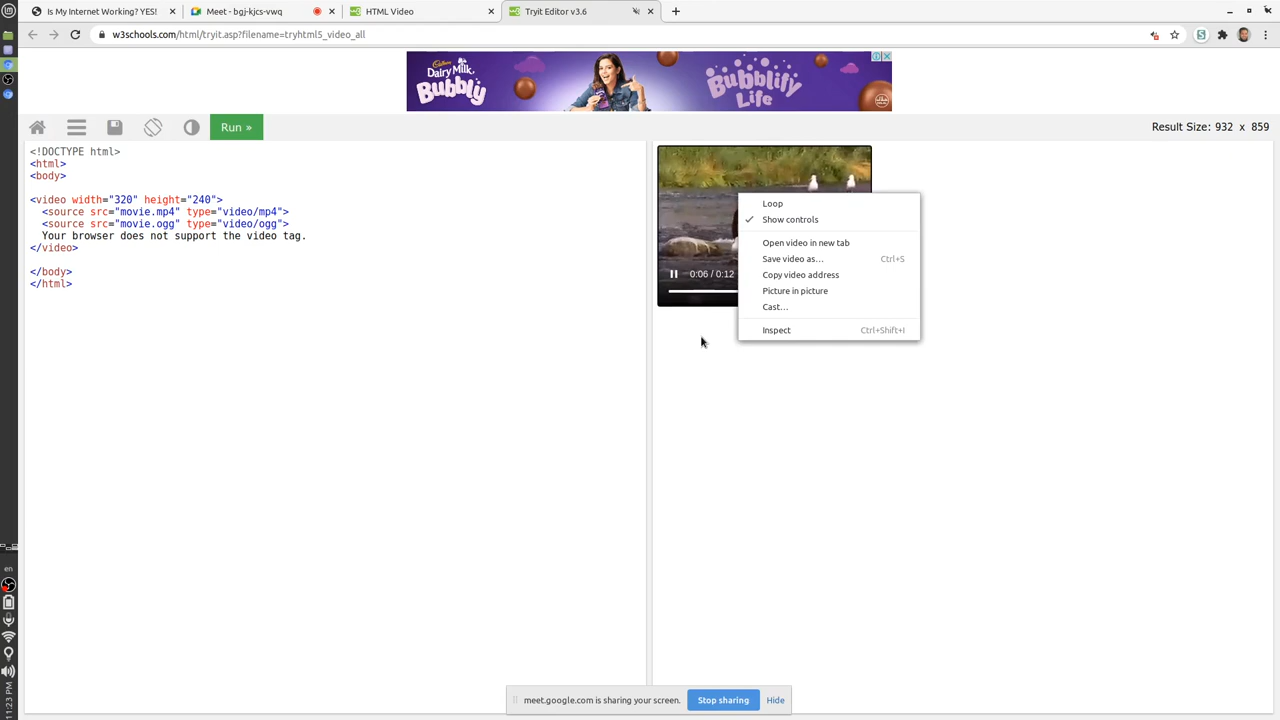 Is My Internet Working? YES!
Meet - bgj-kjcs-vwq
HTML Video
Tryit Editor v3.6
w3schools.com/html/tryit.asp?filename=tryhtml5_video_all
Cadbury
Dairy Milk
Bubbly
Bubblify
Life
Run »
Result Size: 932 x 859
<!DOCTYPE html>
<html>
<body>
<video width="320" height="240">
<source src="movie.mp4" type="video/mp4">
<source src="movie.ogg" type="video/ogg">
Your browser does not support the video tag.
</video>
</body>
</html>
0:06 / 0:12
Loop
Show controls
Open video in new tab
Save video as… Ctrl+S
Copy video address
Picture in picture
Cast…
Inspect Ctrl+Shift+I
en
11:23 PM
meet.google.com is sharing your screen. Stop sharing Hide